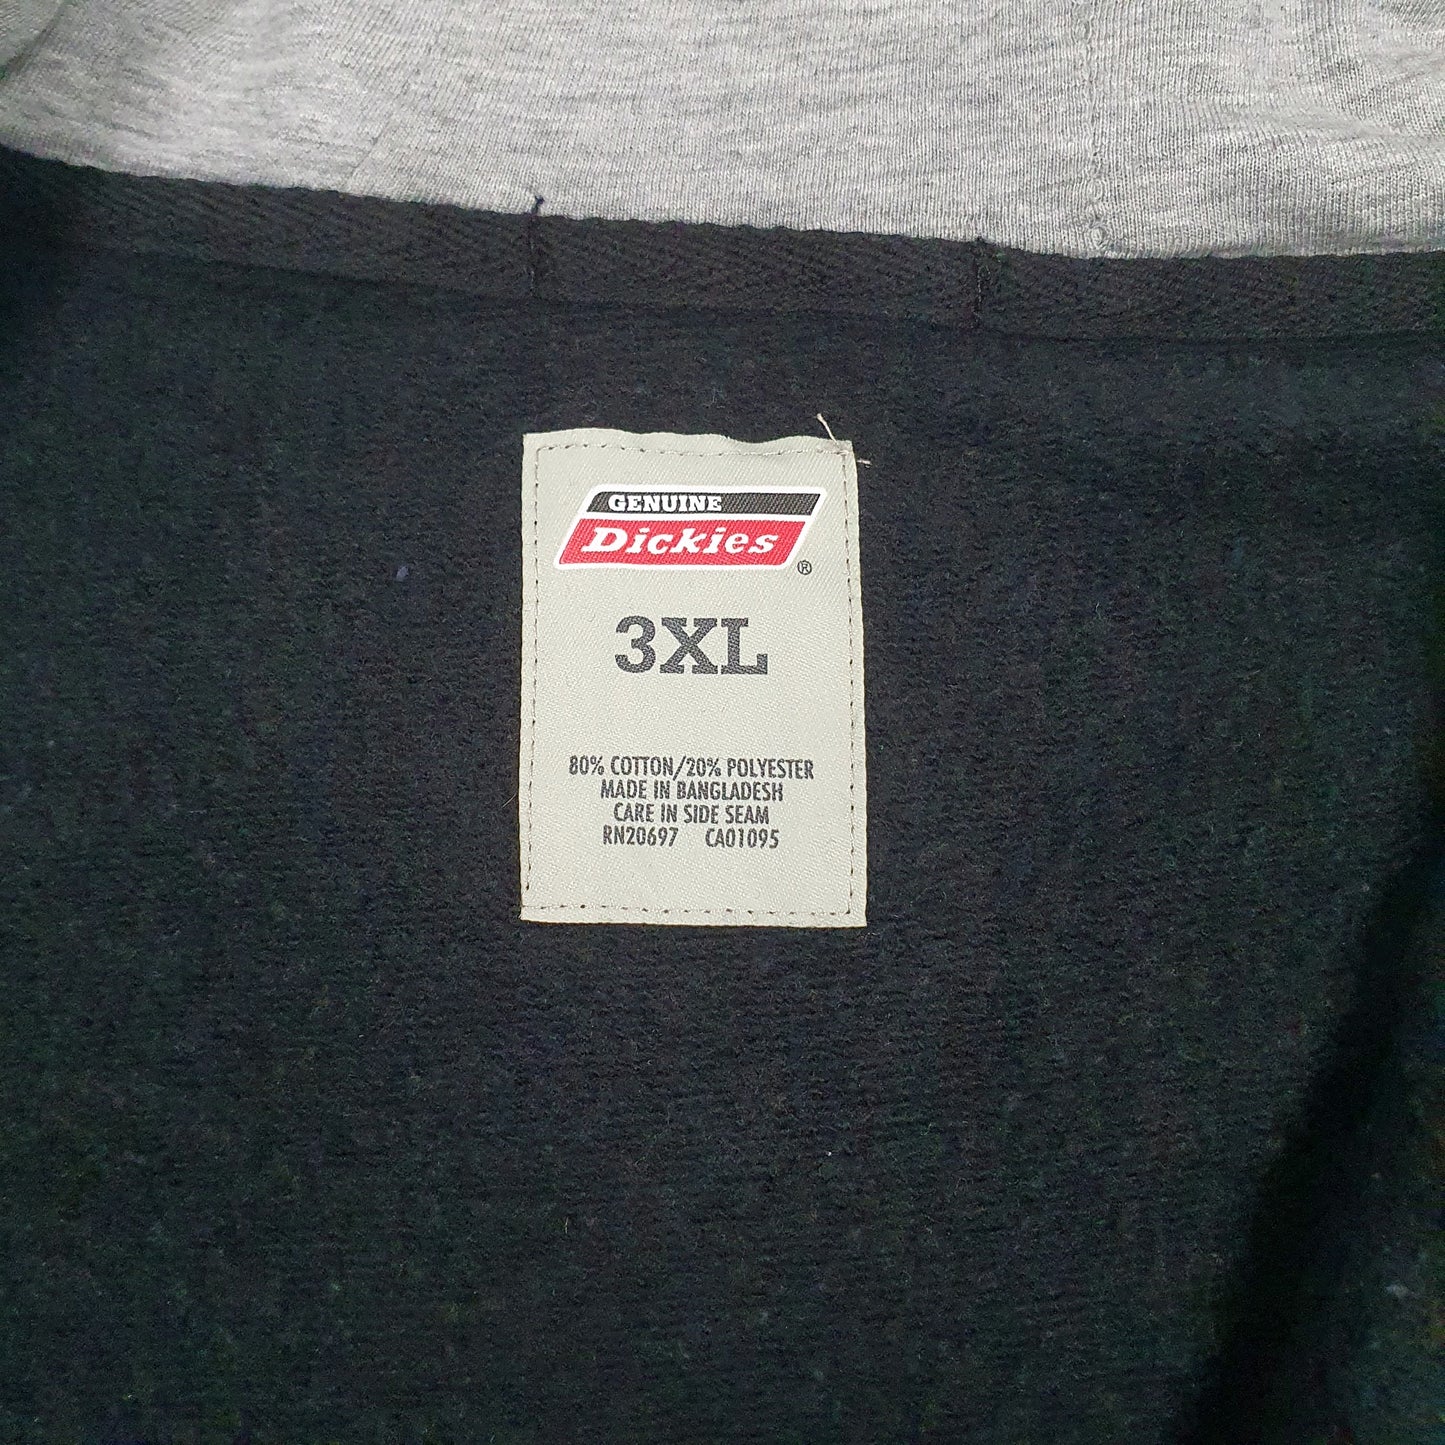 GENUINE
Dickies ®
3XL
80% COTTON/20% POLYESTER
MADE IN BANGLADESH
CARE IN SIDE SEAM
RN20697 CA01095